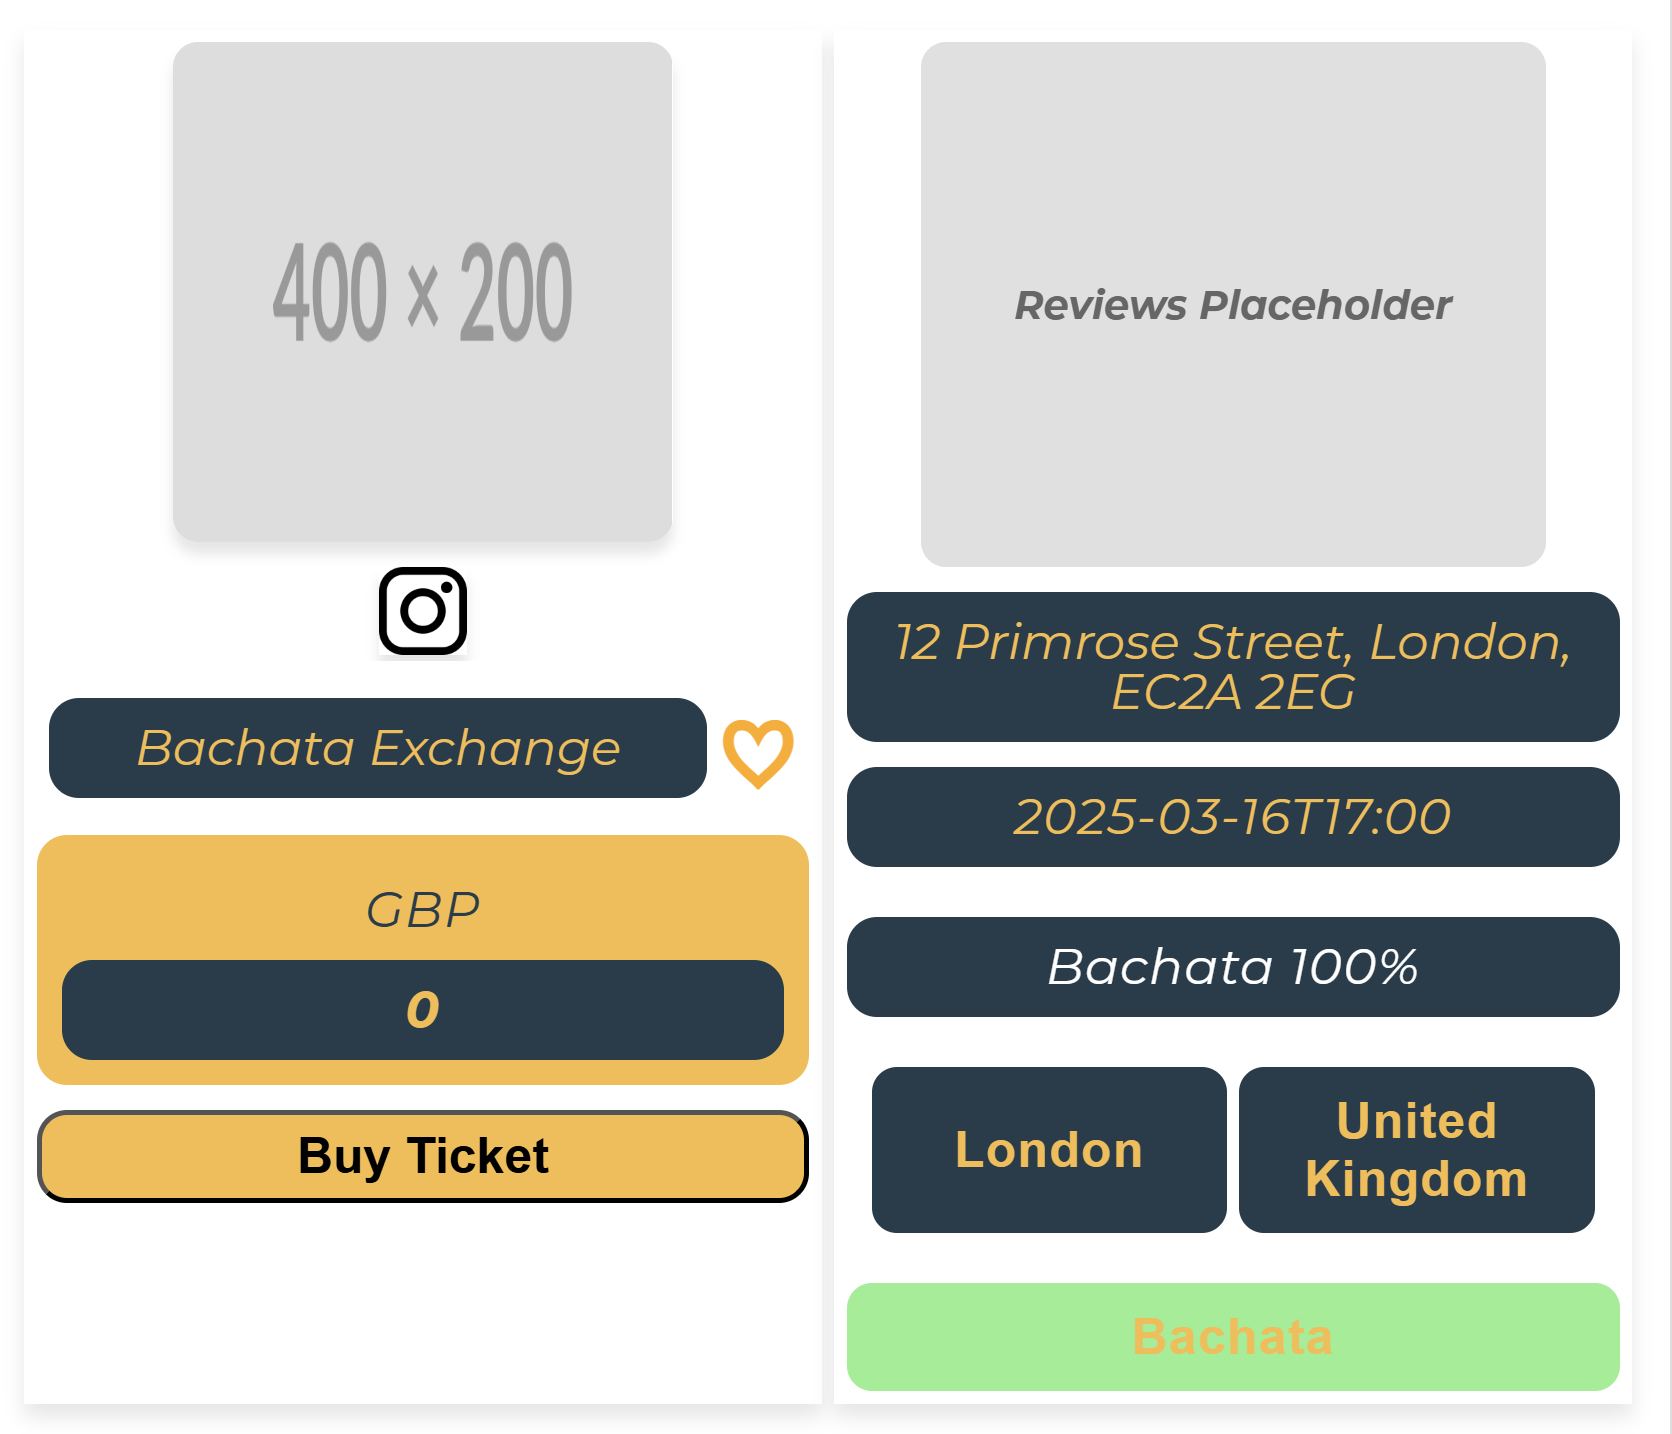 400 × 200
Bachata Exchange
GBP
0
Buy Ticket
Reviews Placeholder
12 Primrose Street, London,
EC2A 2EG
2025-03-16T17:00
Bachata 100%
London
United
Kingdom
Bachata